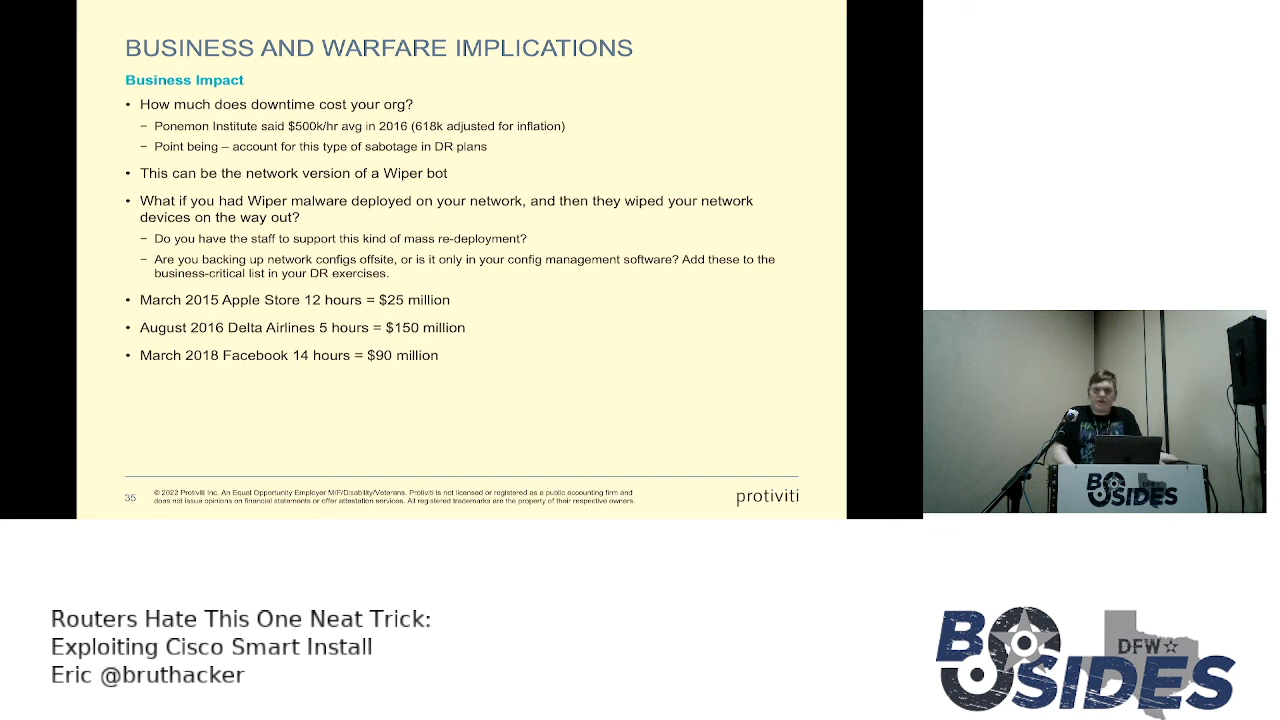 BUSINESS AND WARFARE IMPLICATIONS
Business Impact
• How much does downtime cost your org?
− Ponemon Institute said $500k/hr avg in 2016 (618k adjusted for inflation)
− Point being – account for this type of sabotage in DR plans
• This can be the network version of a Wiper bot
• What if you had Wiper malware deployed on your network, and then they wiped your network
devices on the way out?
− Do you have the staff to support this kind of mass re-deployment?
− Are you backing up network configs offsite, or is it only in your config management software? Add these to the
business-critical list in your DR exercises.
• March 2015 Apple Store 12 hours = $25 million
• August 2016 Delta Airlines 5 hours = $150 million
• March 2018 Facebook 14 hours = $90 million
35
© 2022 Protiviti Inc. An Equal Opportunity Employer M/F/Disability/Veterans. Protiviti is not licensed or registered as a public accounting firm and
does not issue opinions on financial statements or offer attestation services. All registered trademarks are the property of their respective owners.
protiviti
BSIDES DFW
Routers Hate This One Neat Trick:
Exploiting Cisco Smart Install
Eric @bruthacker
BSIDES DFW